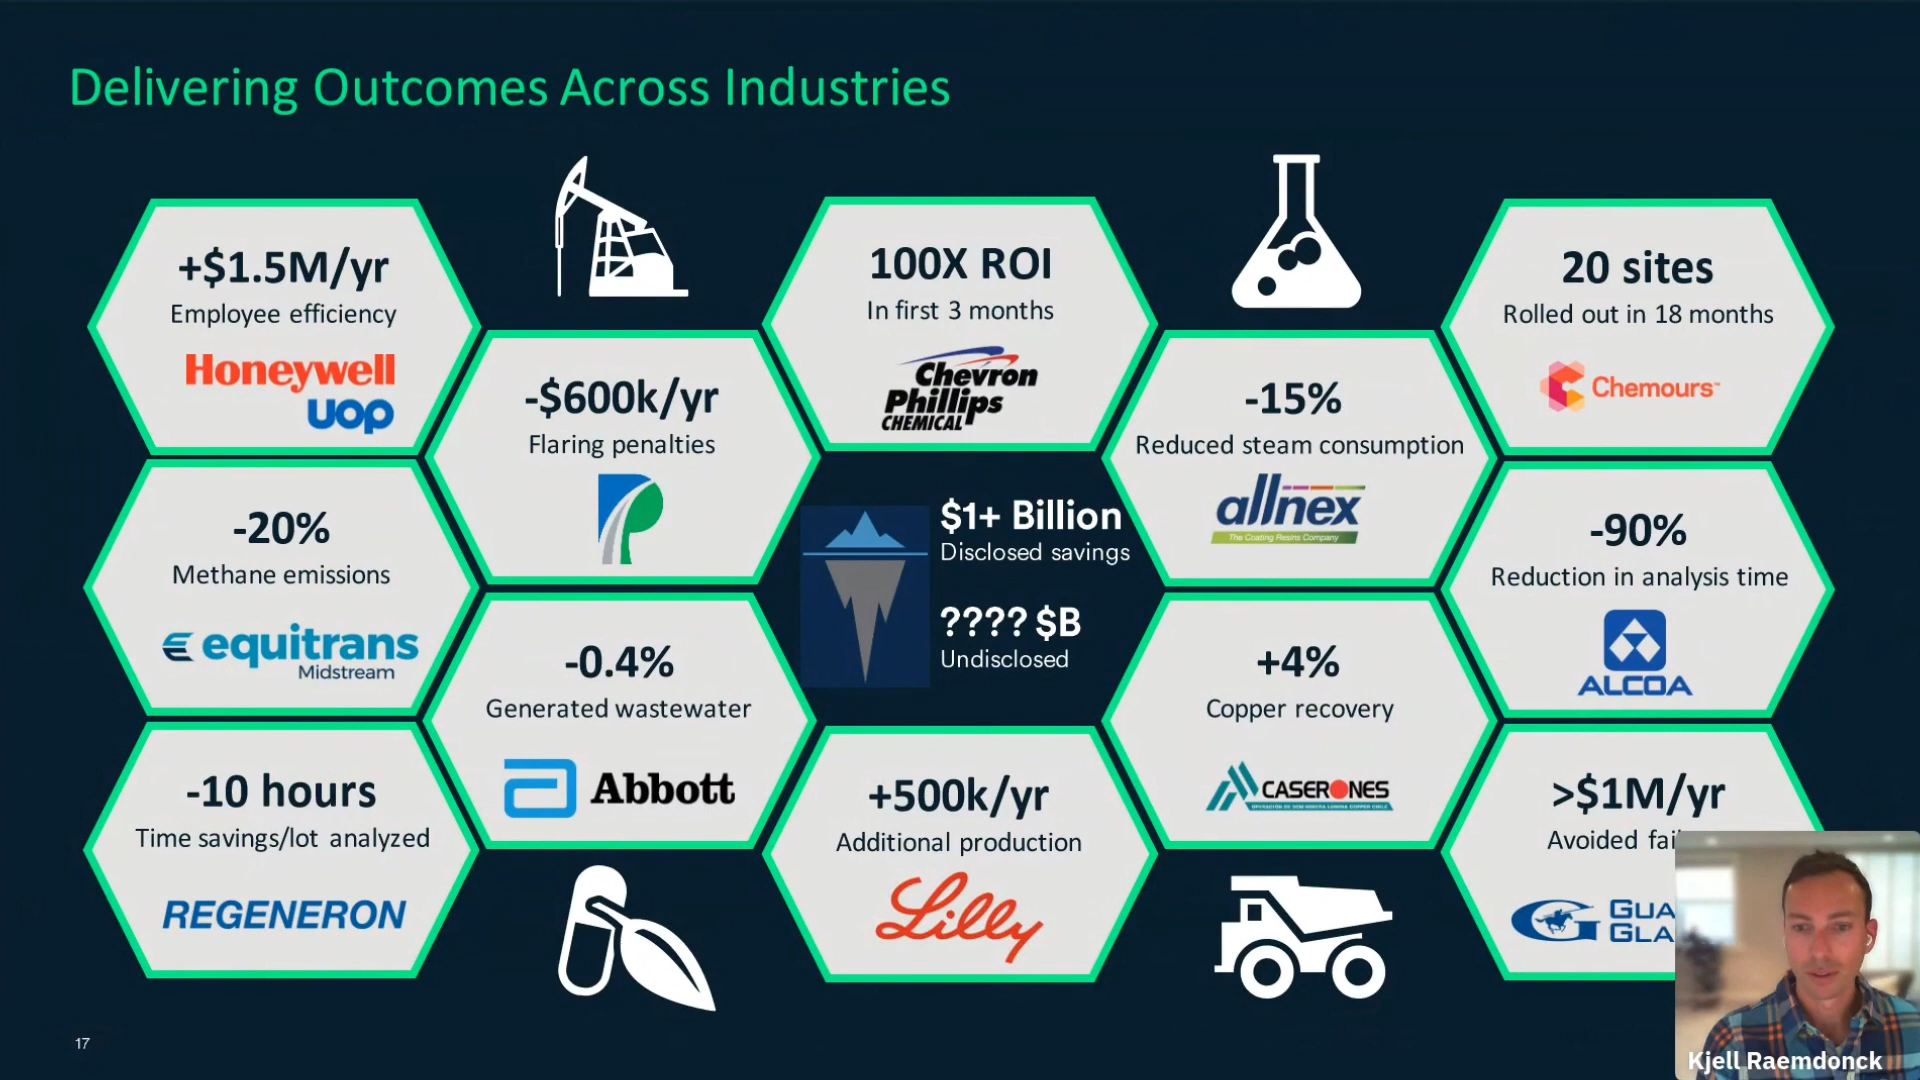 Delivering Outcomes Across Industries
+$1.5M/yr
Employee efficiency
Honeywell
UOP
-$600k/yr
Flaring penalties
100X ROI
In first 3 months
Chevron
Phillips
CHEMICAL
-15%
Reduced steam consumption
allnex
The Coating Resins Company
20 sites
Rolled out in 18 months
Chemours™
-20%
Methane emissions
equitrans
Midstream
-0.4%
Generated wastewater
Abbott
$1+ Billion
Disclosed savings
???? $B
Undisclosed
+4%
Copper recovery
CASERONES
-90%
Reduction in analysis time
ALCOA
-10 hours
Time savings/lot analyzed
REGENERON
+500k/yr
Additional production
Lilly
>$1M/yr
Avoided fai
GUA
GLA
17
Kjell Raemdonck